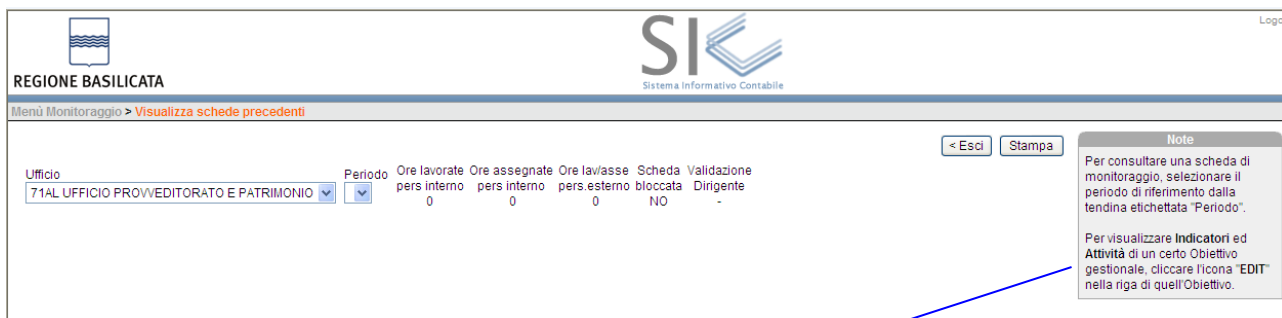 Logo
REGIONE BASILICATA
SIC
Sistema Informativo Contabile
Menù Monitoraggio > Visualizza schede precedenti
< Esci Stampa
Ufficio
71AL UFFICIO PROVVEDITORATO E PATRIMONIO
Periodo
Ore lavorate Ore assegnate Ore lav/asse Scheda Validazione
pers interno pers interno pers.esterno bloccata Dirigente
0 0 0 NO -
Note
Per consultare una scheda di
monitoraggio, selezionare il
periodo di riferimento dalla
tendina etichettata "Periodo".
Per visualizzare Indicatori ed
Attività di un certo Obiettivo
gestionale, cliccare l'icona "EDIT"
nella riga di quell'Obiettivo.